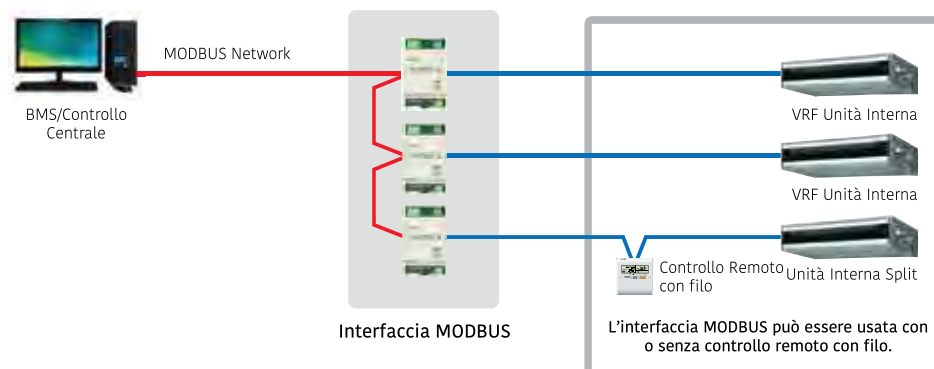 MODBUS Network
BMS/Controllo
Centrale
VRF Unità Interna
VRF Unità Interna
Controllo Remoto
con filo
Unità Interna Split
Interfaccia MODBUS
L'interfaccia MODBUS può essere usata con
o senza controllo remoto con filo.